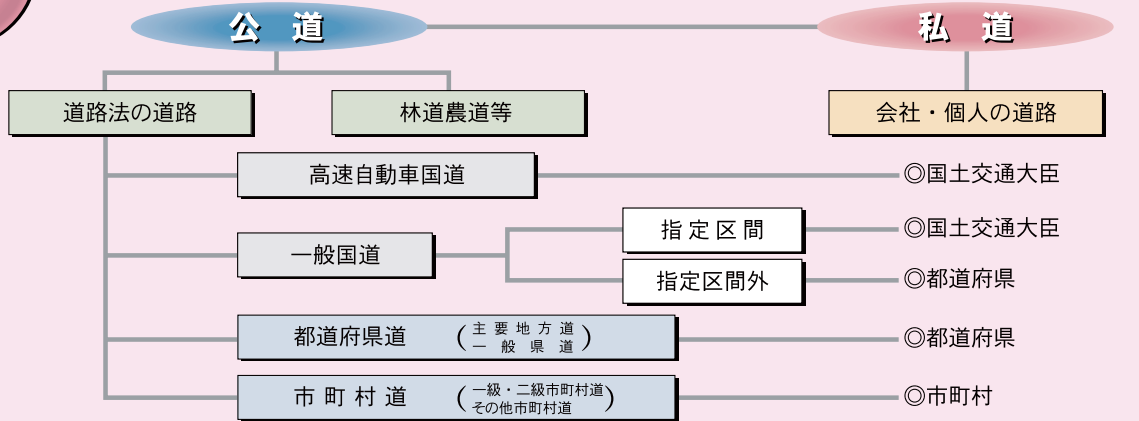 公 道
私 道
道路法の道路
林道農道等
会社・個人の道路
高速自動車国道
◎国土交通大臣
一般国道
指定区間
◎国土交通大臣
指定区間外
◎都道府県
都道府県道
(主要地方道
一般県道)
◎都道府県
市町村道
(一級・二級市町村道
その他市町村道)
◎市町村